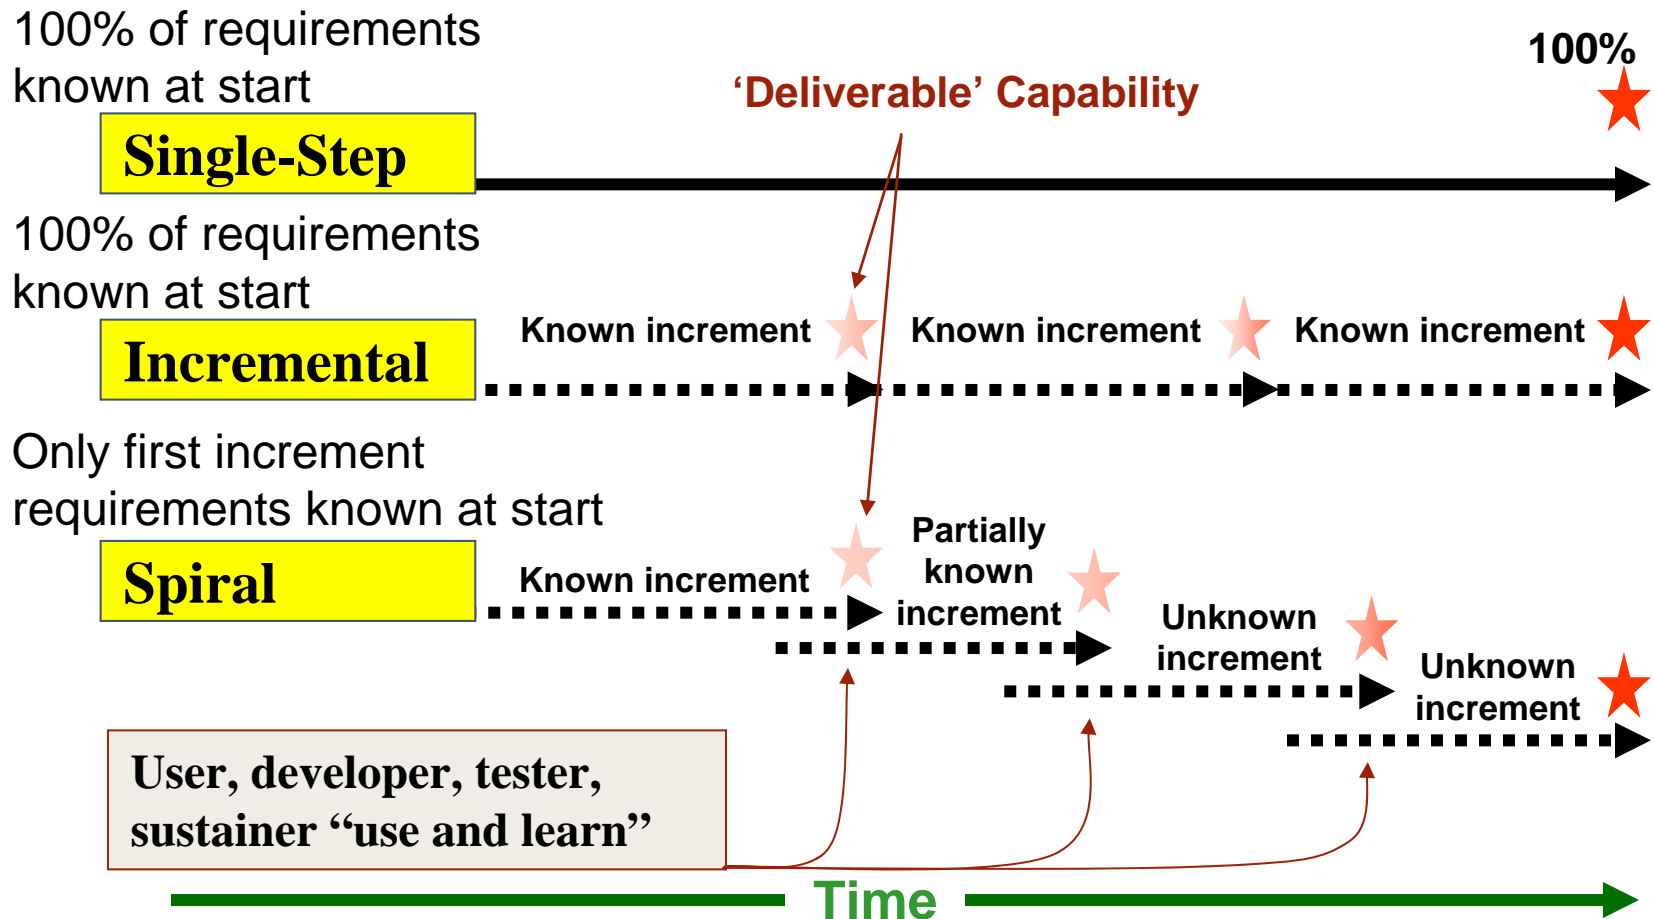 100% of requirements
known at start
100%
‘Deliverable’ Capability
Single-Step
100% of requirements
known at start
Known increment
Known increment
Known increment
Incremental
Only first increment
requirements known at start
Partially
known
increment
Spiral
Known increment
Unknown
increment
Unknown
increment
User, developer, tester,
sustainer “use and learn”
Time